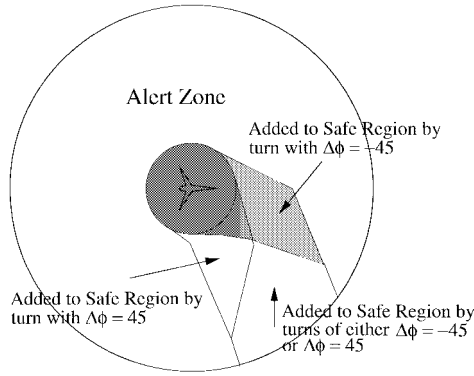 Alert Zone
Added to Safe Region by
turn with Δϕ = −45
Added to Safe Region by
turn with Δϕ = 45
Added to Safe Region by
turns of either Δϕ = −45
or Δϕ = 45